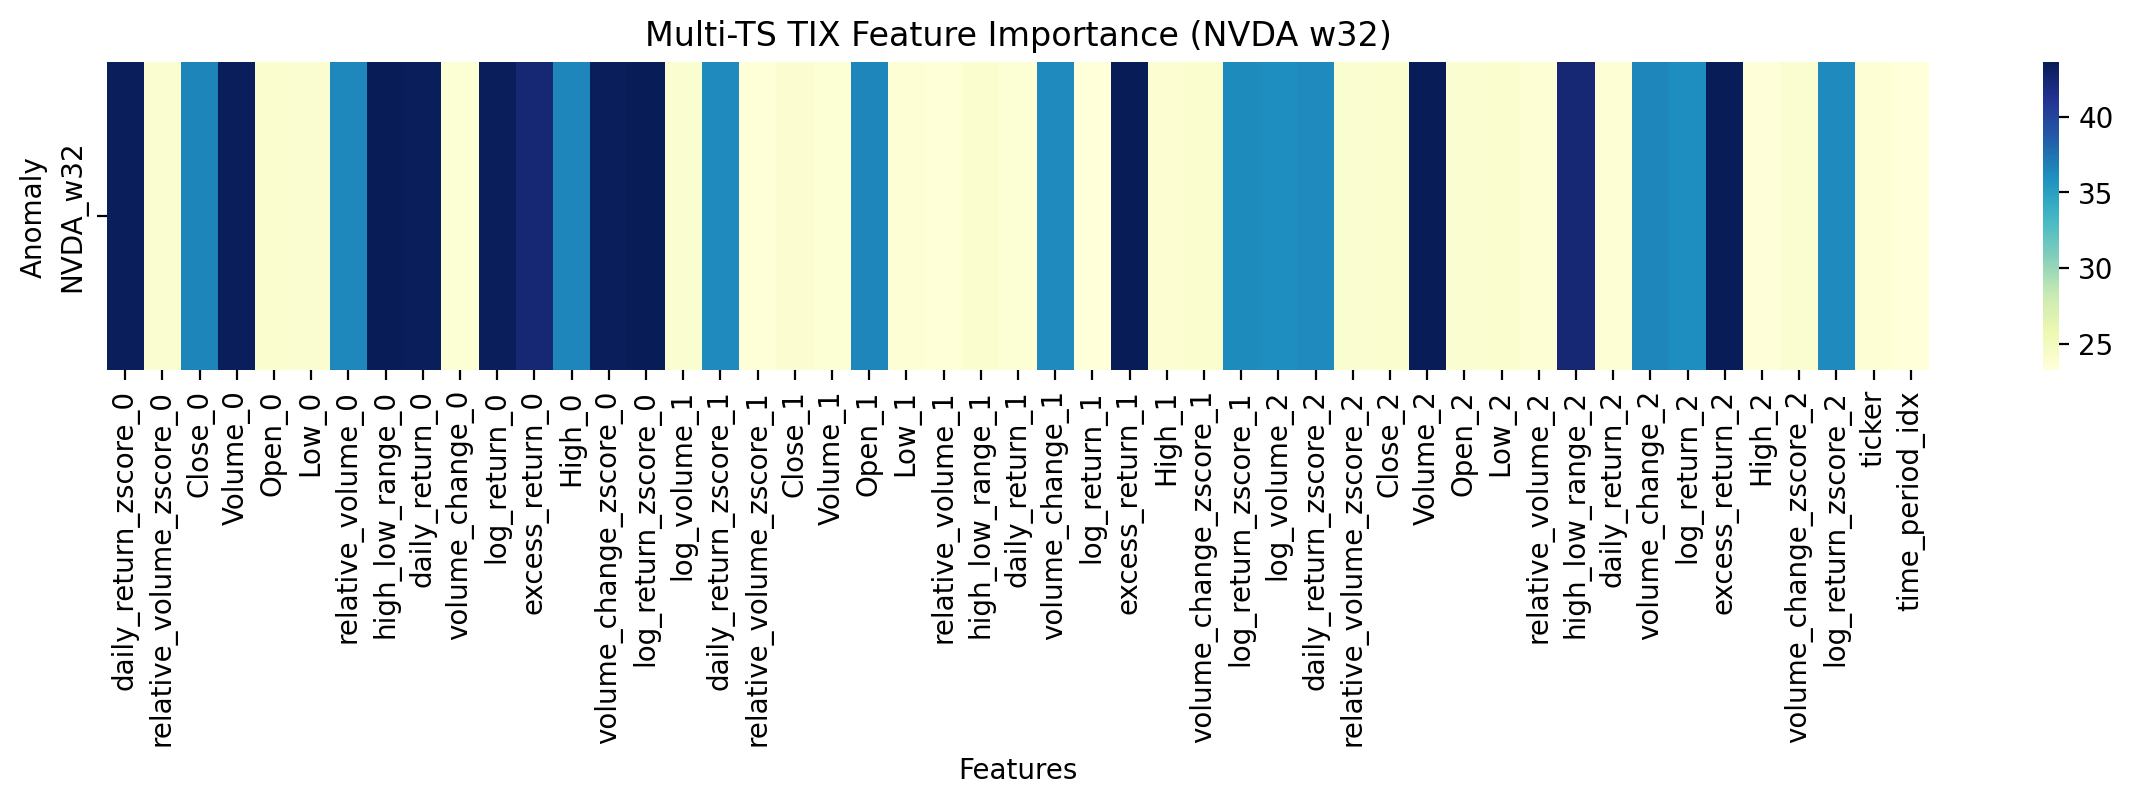 Multi-TS TIX Feature Importance (NVDA w32)
Anomaly
NVDA_w32
daily_return_zscore_0
relative_volume_zscore_0
Close_0
Volume_0
Open_0
Low_0
relative_volume_0
high_low_range_0
daily_return_0
volume_change_0
log_return_0
excess_return_0
High_0
volume_change_zscore_0
log_return_zscore_0
log_volume_1
daily_return_zscore_1
relative_volume_zscore_1
Close_1
Volume_1
Open_1
Low_1
relative_volume_1
high_low_range_1
daily_return_1
volume_change_1
log_return_1
excess_return_1
High_1
volume_change_zscore_1
log_return_zscore_1
log_volume_2
daily_return_zscore_2
relative_volume_zscore_2
Close_2
Volume_2
Open_2
Low_2
relative_volume_2
high_low_range_2
daily_return_2
volume_change_2
log_return_2
excess_return_2
High_2
volume_change_zscore_2
log_return_zscore_2
ticker
time_period_idx
Features
40
35
30
25